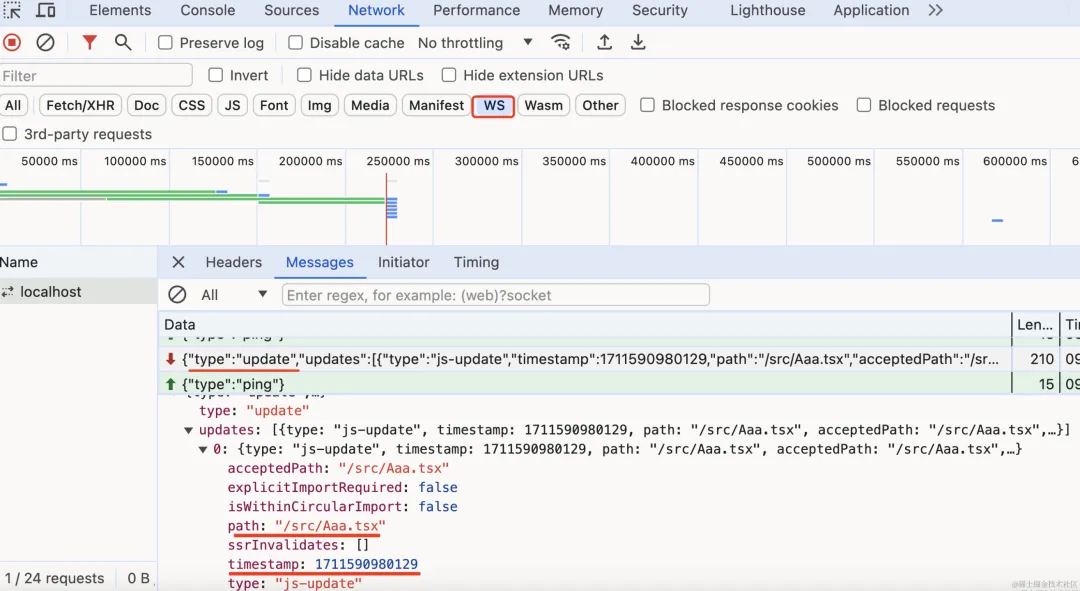 Elements Console Sources Network Performance Memory Security Lighthouse Application
Preserve log Disable cache No throttling
Filter Invert Hide data URLs Hide extension URLs
All Fetch/XHR Doc CSS JS Font Img Media Manifest WS Wasm Other Blocked response cookies Blocked requests
3rd-party requests
50000 ms 100000 ms 150000 ms 200000 ms 250000 ms 300000 ms 350000 ms 400000 ms 450000 ms 500000 ms 550000 ms 600000 ms 6
Name Headers Messages Initiator Timing
localhost All Enter regex, for example: (web)?socket
Data Len... Ti
{"type":"update","updates":[{"type":"js-update","timestamp":1711590980129,"path":"/src/Aaa.tsx","acceptedPath":"/sr... 210 09
{"type":"ping"} 15 09
type: "update"
updates: [{type: "js-update", timestamp: 1711590980129, path: "/src/Aaa.tsx", acceptedPath: "/src/Aaa.tsx",…}]
0: {type: "js-update", timestamp: 1711590980129, path: "/src/Aaa.tsx", acceptedPath: "/src/Aaa.tsx",…}
acceptedPath: "/src/Aaa.tsx"
explicitImportRequired: false
isWithinCircularImport: false
path: "/src/Aaa.tsx"
ssrInvalidates: []
timestamp: 1711590980129
type: "js-update"
1 / 24 requests 0 B
@稀土掘金技术社区